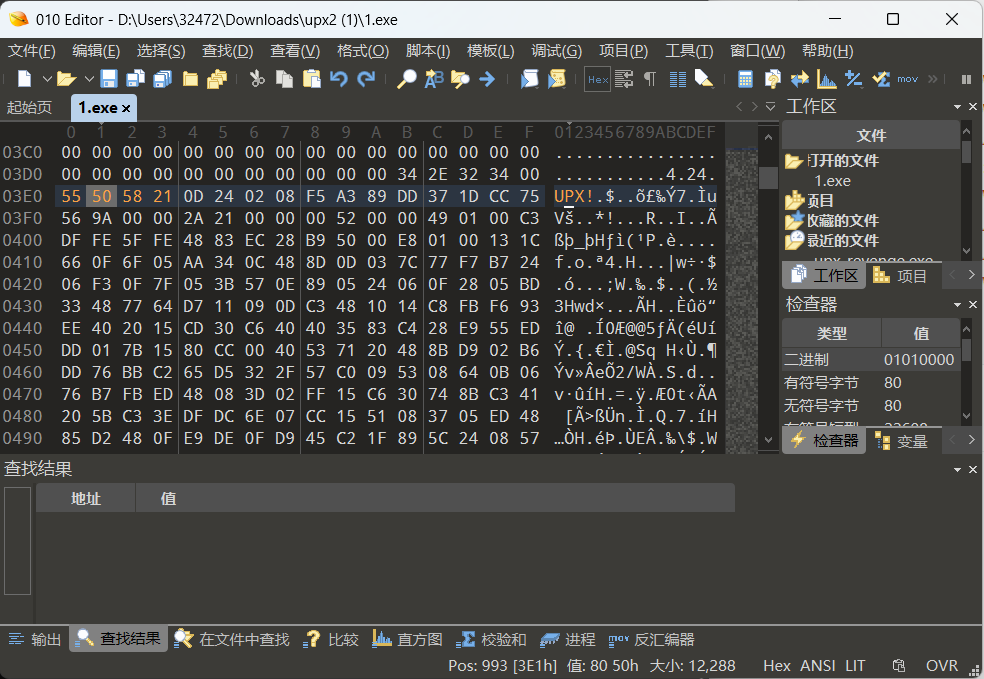 010 Editor - D:\Users\32472\Downloads\upx2 (1)\1.exe
文件(F) 编辑(E) 选择(S) 查找(D) 查看(V) 格式(O) 脚本(I) 模板(L) 调试(G) 项目(P) 工具(T) 窗口(W) 帮助(H)
Hex mov
起始页 1.exe 工作区
0 1 2 3 4 5 6 7 8 9 A B C D E F 0123456789ABCDEF
文件
03C0 00 00 00 00 00 00 00 00 00 00 00 00 00 00 00 00 ................
03D0 00 00 00 00 00 00 00 00 00 00 00 34 2E 32 34 00 ...........4.24.
打开的文件
1.exe
03E0 55 50 58 21 0D 24 02 08 F5 A3 89 DD 37 1D CC 75 UPX!.$..õ£‰Ý7.Ìu
项目
03F0 56 9A 00 00 2A 21 00 00 00 52 00 00 49 01 00 C3 Vš..*!...R..I..Ã
收藏的文件
0400 DF FE 5F FE 48 83 EC 28 B9 50 00 E8 01 00 13 1C ßþ_þHƒì(¹P.è....
最近的文件
0410 66 0F 6F 05 AA 34 0C 48 8D 0D 03 7C 77 F7 B7 24 f.o.ª4.H...|w÷·$
upx_revenge.exe
0420 06 F3 0F 7F 05 3B 57 0E 89 05 24 06 0F 28 05 BD .ó...;W.‰.$..(.½
工作区 项目
0430 33 48 77 64 D7 11 09 0D C3 48 10 14 C8 FB F6 93 3Hwd×...ÃH..Èûö“
检查器
0440 EE 40 20 15 CD 30 C6 40 40 35 83 C4 28 E9 55 ED î@ .Í0Æ@@5ƒÄ(éUí
类型 值
0450 DD 01 7B 15 80 CC 00 40 53 71 20 48 8B D9 02 B6 Ý.{.€Ì.@Sq H‹Ù.¶
二进制 01010000
0460 DD 76 BB C2 65 D5 32 2F 57 C0 09 53 08 64 0B 06 Ýv»Âeõ2/WÀ.S.d..
有符号字节 80
0470 76 B7 FB ED 48 08 3D 02 FF 15 C6 30 74 8B C3 41 v·ûíH.=.ÿ.Æ0t‹ÃA
无符号字节 80
0480 20 5B C3 3E DF DC 6E 07 CC 15 51 08 37 05 ED 48 [Ã>ßÜn.Ì.Q.7.íH
0490 85 D2 48 0F E9 DE 0F D9 45 C2 1F 89 5C 24 08 57 …ÒH.éÞ.ÙEÂ.‰\$.W
检查器 变量
查找结果
地址 值
输出 查找结果 在文件中查找 比较 直方图 校验和 进程 mov 反汇编器
Pos: 993 [3E1h] 值: 80 50h 大小: 12,288 Hex ANSI LIT OVR